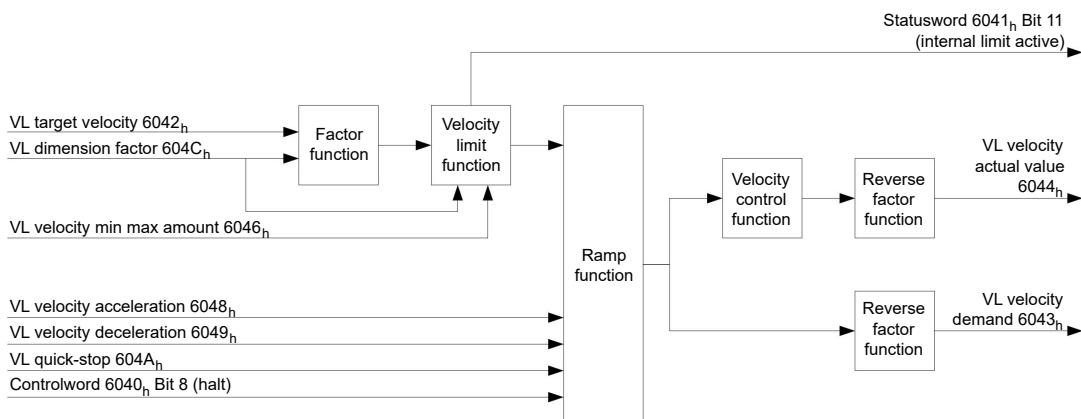 Statusword 6041h Bit 11
(internal limit active)
VL target velocity 6042h
VL dimension factor 604Ch
Factor
function
Velocity
limit
function
VL velocity min max amount 6046h
Ramp
function
Velocity
control
function
Reverse
factor
function
VL velocity
actual value
6044h
VL velocity acceleration 6048h
VL velocity deceleration 6049h
VL quick-stop 604Ah
Controlword 6040h Bit 8 (halt)
Reverse
factor
function
VL velocity
demand 6043h